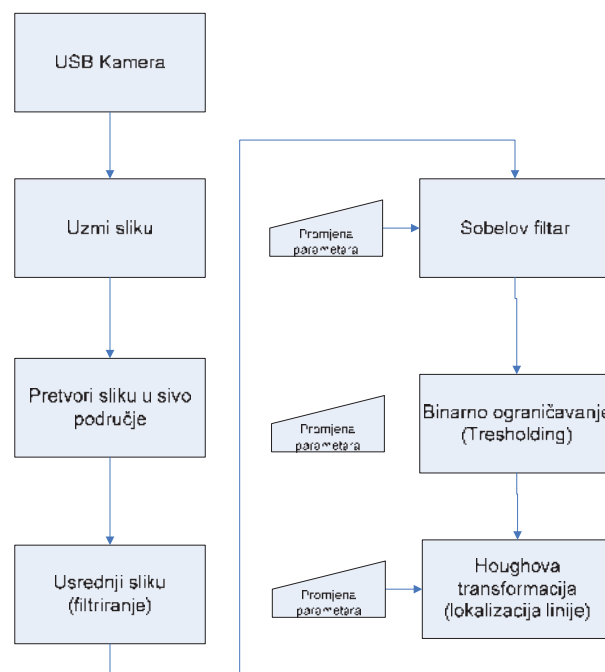 USB Kamera
Uzmi sliku
Pretvori sliku u sivo
područje
Usrednji sliku
(filtriranje)
Promjena
parametara
Sobelov filtar
Promjena
parametara
Binarno ograničavanje
(Tresholding)
Promjena
parametara
Houghova
transformacija
(lokalizacija linije)